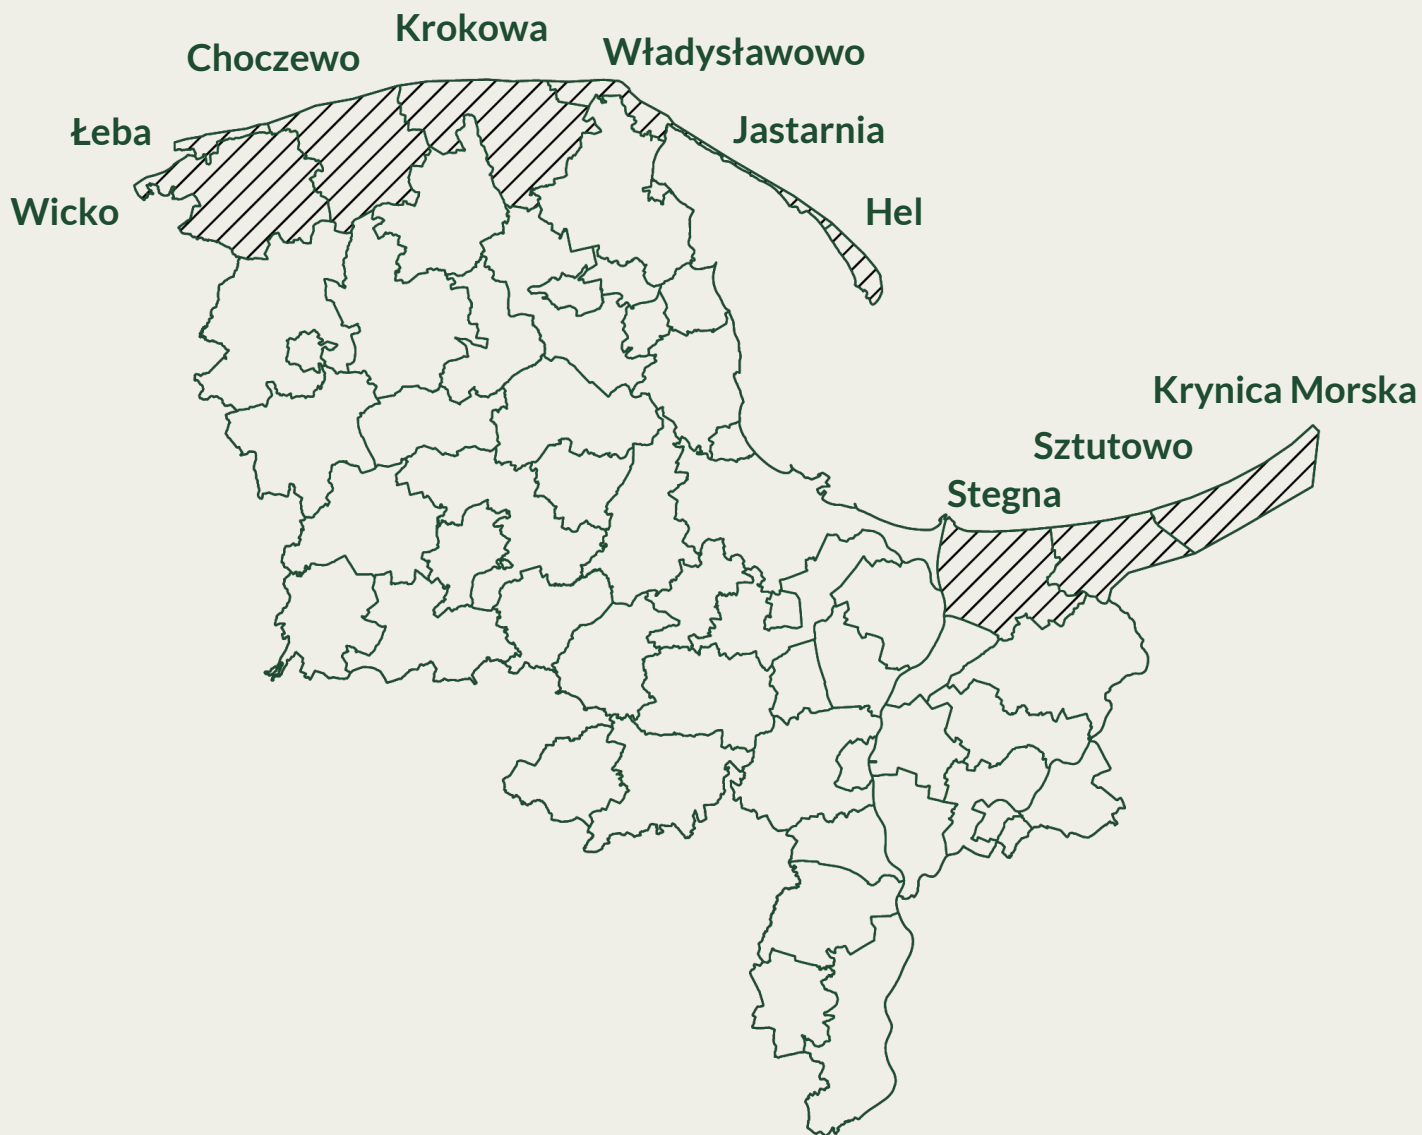 Krokowa
Choczewo
Władysławowo
Łeba
Jastarnia
Wicko
Hel
Krynica Morska
Sztutowo
Stegna